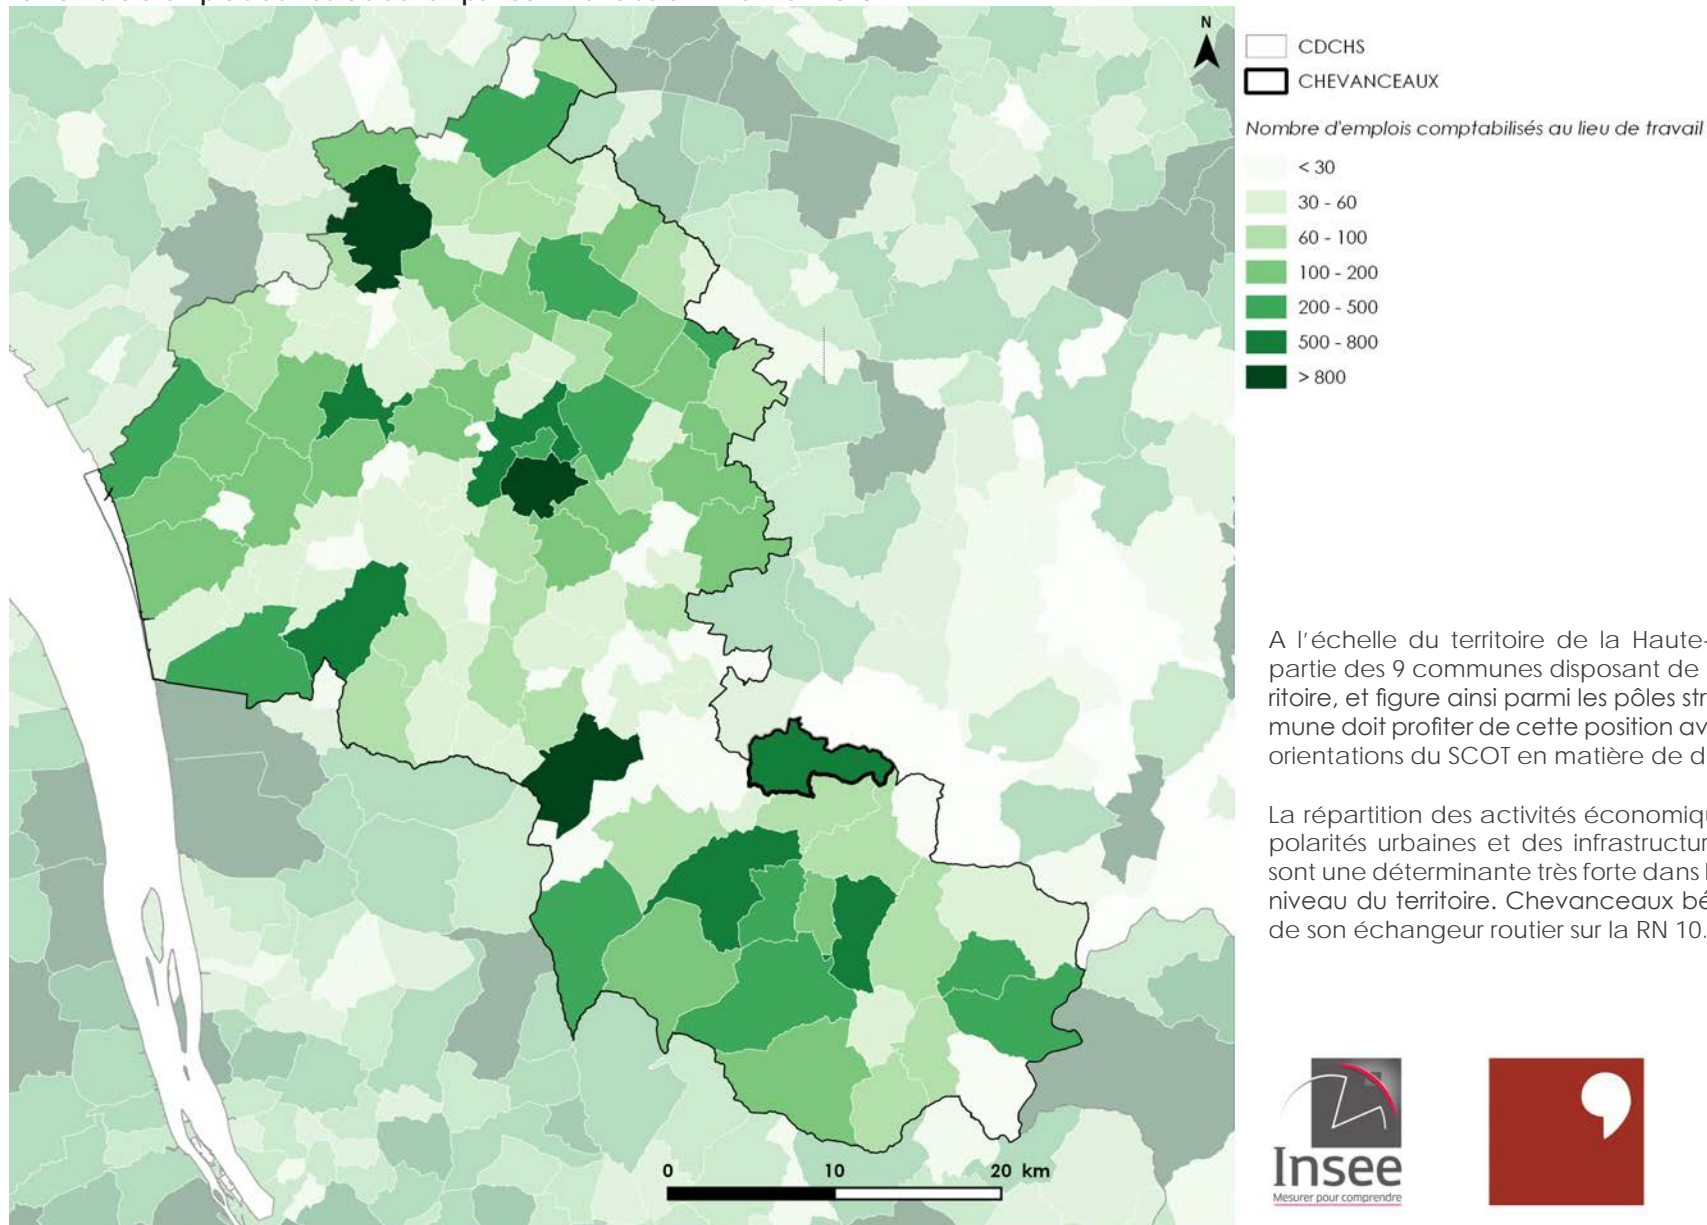 N
CDCHS
CHEVANCEAUX
Nombre d'emplois comptabilisés au lieu de travail
< 30
30 - 60
60 - 100
100 - 200
200 - 500
500 - 800
> 800
A l'échelle du territoire de la Haute-
partie des 9 communes disposant de
ritoire, et figure ainsi parmi les pôles str
mune doit profiter de cette position av
orientations du SCOT en matière de d
La répartition des activités économiq
polarités urbaines et des infrastructur
sont une déterminante très forte dans l
niveau du territoire. Chevanceaux bé
de son échangeur routier sur la RN 10.
0 10 20 km
Insee
Mesurer pour comprendre